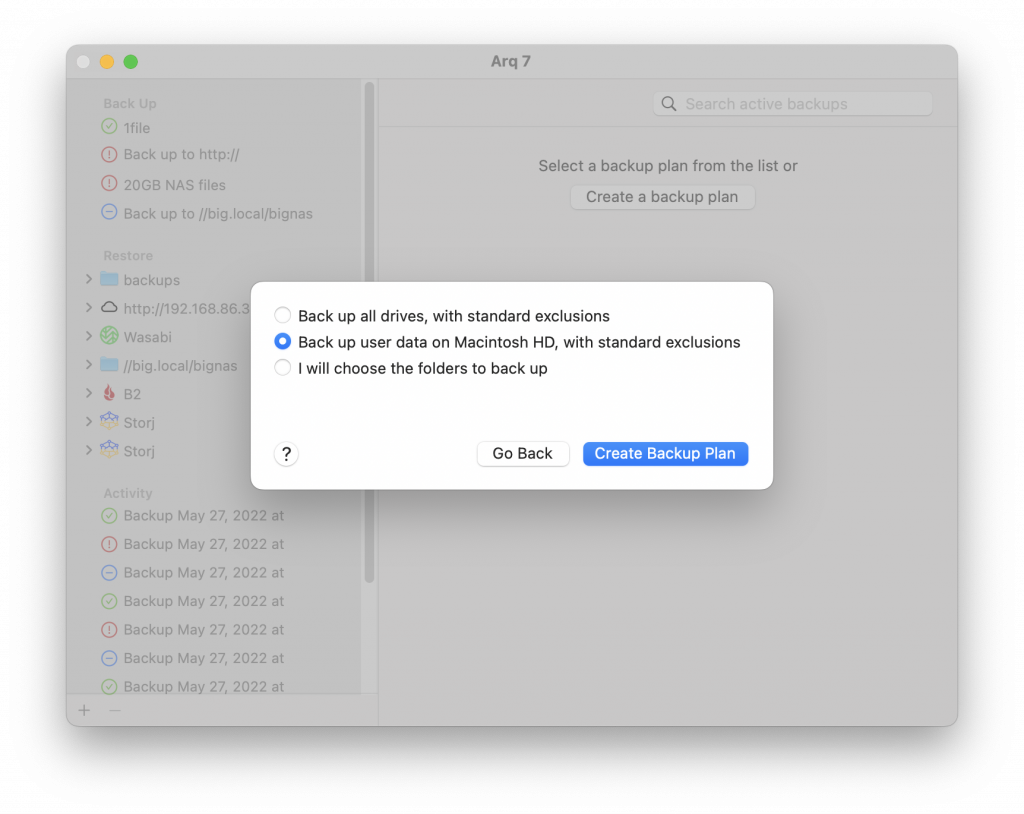 Arq 7
Back Up
1file
Back up to http://
20GB NAS files
Back up to //big.local/bignas
Restore
backups
http://192.168.86.3
Wasabi
//big.local/bignas
B2
Storj
Storj
Activity
Backup May 27, 2022 at
Backup May 27, 2022 at
Backup May 27, 2022 at
Backup May 27, 2022 at
Backup May 27, 2022 at
Backup May 27, 2022 at
Backup May 27, 2022 at
Search active backups
Select a backup plan from the list or
Create a backup plan
Back up all drives, with standard exclusions
Back up user data on Macintosh HD, with standard exclusions
I will choose the folders to back up
? Go Back Create Backup Plan